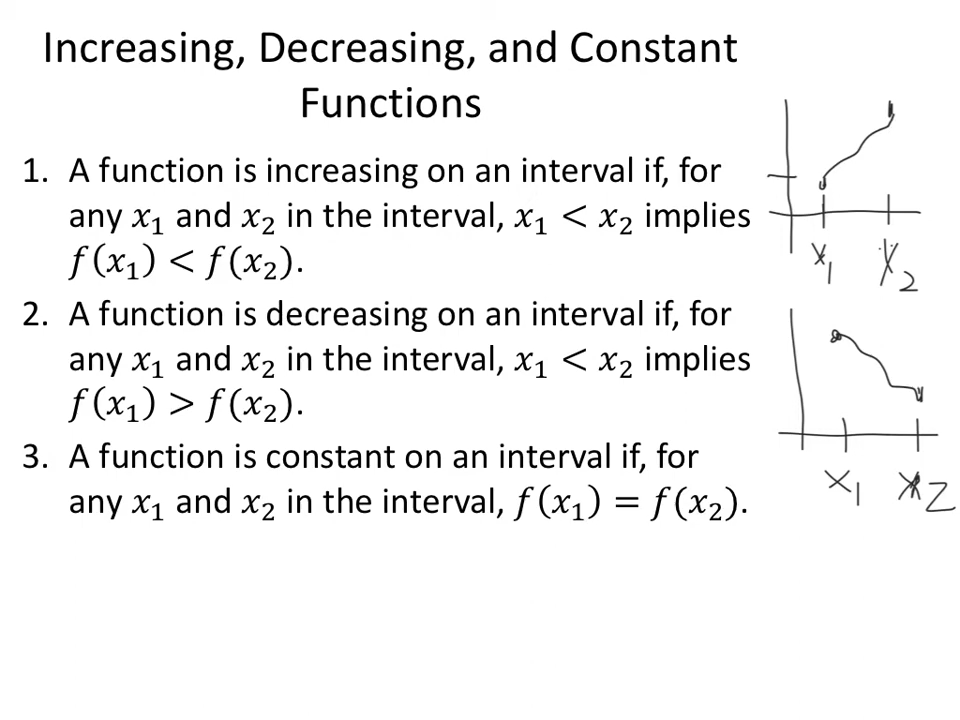 Increasing, Decreasing, and Constant
Functions
1. A function is increasing on an interval if, for
any x₁ and x₂ in the interval, x₁ < x₂ implies
f(x₁) < f(x₂).
x₁ x₂
2. A function is decreasing on an interval if, for
any x₁ and x₂ in the interval, x₁ < x₂ implies
f(x₁) > f(x₂).
3. A function is constant on an interval if, for
any x₁ and x₂ in the interval, f(x₁) = f(x₂).
x₁ x₂